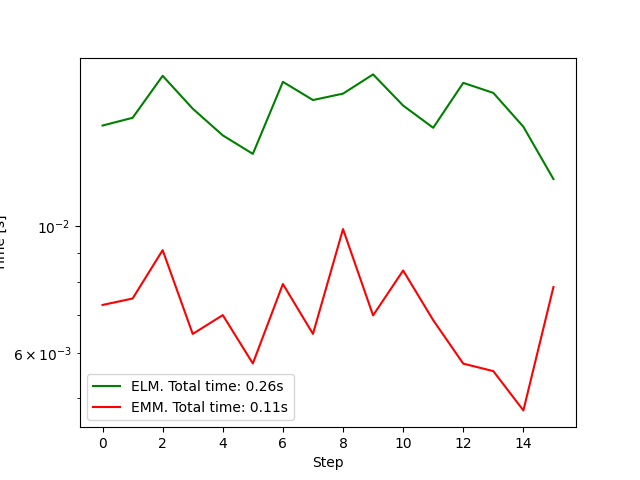 Time [s]
10⁻²
6 × 10⁻³
ELM. Total time: 0.26s
EMM. Total time: 0.11s
0 2 4 6 8 10 12 14
Step